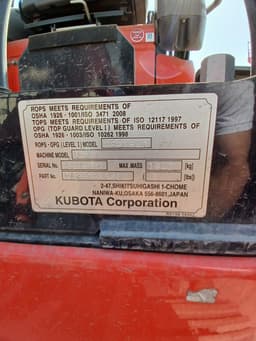 ROPS MEETS REQUIREMENTS OF
OSHA 1926 - 1001/ISO 3471 2008
TOPS MEETS REQUIREMENTS OF ISO 12117 1997
OPG (TOP GUARD LEVEL I) MEETS REQUIREMENTS OF
OSHA 1926 - 1003/ISO 10262 1998
ROPS - OPG (LEVEL I) MODEL
MACHINE MODEL
SERIAL No. MAX MASS [kg]
PART No. [lbs]
2-47, SHIKITSUHIGASHI 1-CHOME
NANIWA-KU, OSAKA 556-8601, JAPAN
KUBOTA Corporation